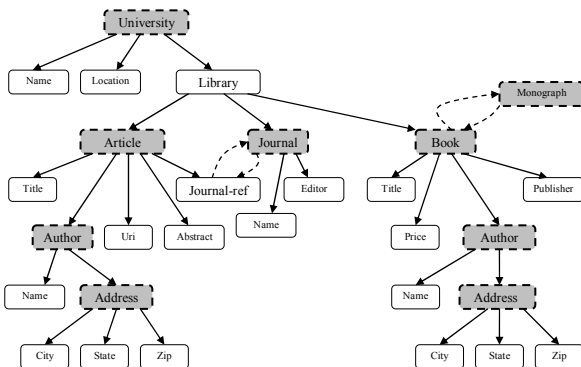 University
Name
Location
Library
Monograph
Article
Journal
Book
Title
Journal-ref
Editor
Title
Publisher
Name
Author
Uri
Abstract
Price
Author
Name
Address
Name
Address
City
State
Zip
City
State
Zip